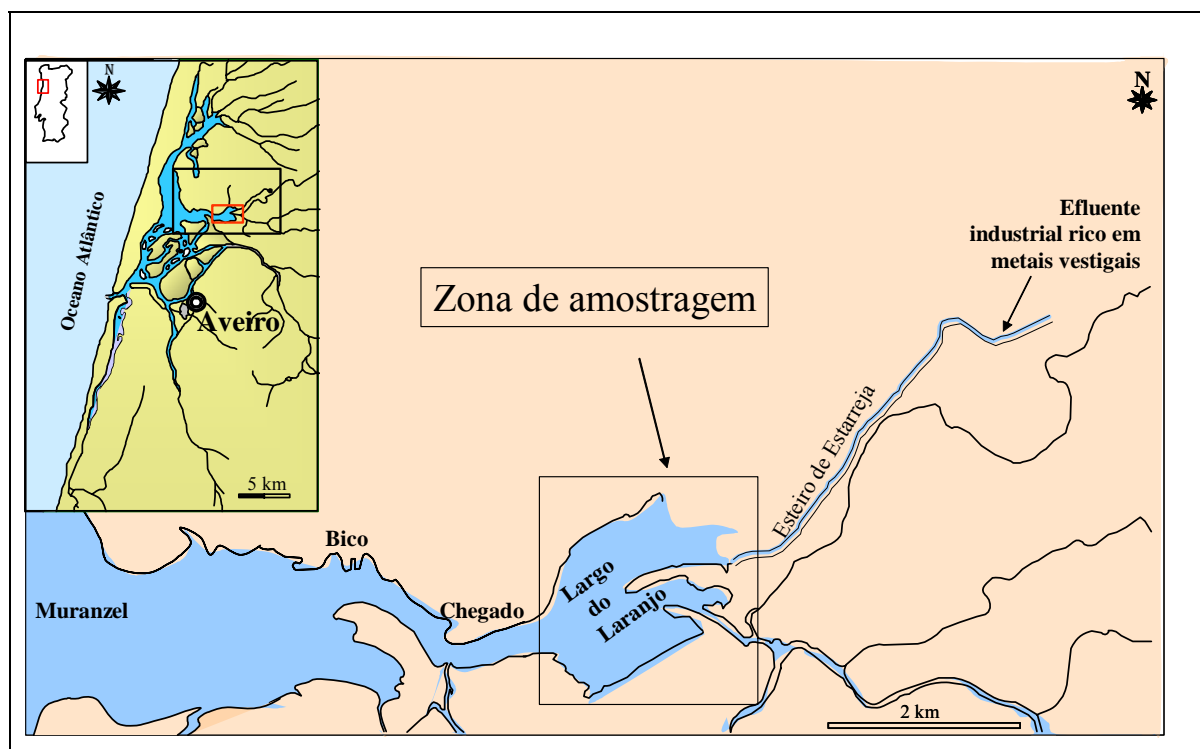 N
Oceano Atlântico
Aveiro
5 km
N
Efluente
industrial rico em
metais vestigais
Zona de amostragem
Esteiro de Estarreja
Bico
Chegado
Muranzel
Largo
do
Laranjo
2 km